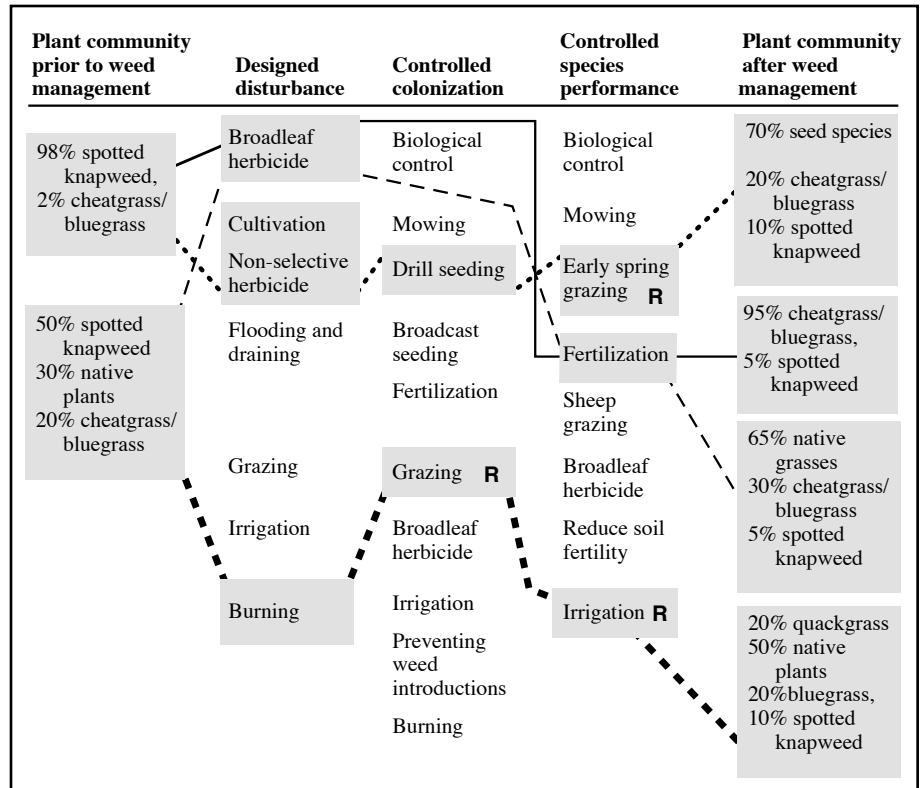 Plant community
prior to weed
management
Designed
disturbance
Controlled
colonization
Controlled
species
performance
Plant community
after weed
management
98% spotted
knapweed,
2% cheatgrass/
bluegrass
50% spotted
knapweed
30% native
plants
20% cheatgrass/
bluegrass
Broadleaf
herbicide
Cultivation
Non-selective
herbicide
Flooding and
draining
Grazing
Irrigation
Burning
Biological
control
Mowing
Drill seeding
Broadcast
seeding
Fertilization
Grazing R
Broadleaf
herbicide
Irrigation
Preventing
weed
introductions
Burning
Biological
control
Mowing
Early spring
grazing R
Fertilization
Sheep
grazing
Broadleaf
herbicide
Reduce soil
fertility
Irrigation R
70% seed species
20% cheatgrass/
bluegrass
10% spotted
knapweed
95% cheatgrass/
bluegrass,
5% spotted
knapweed
65% native
grasses
30% cheatgrass/
bluegrass
5% spotted
knapweed
20% quackgrass
50% native
plants
20%bluegrass,
10% spotted
knapweed